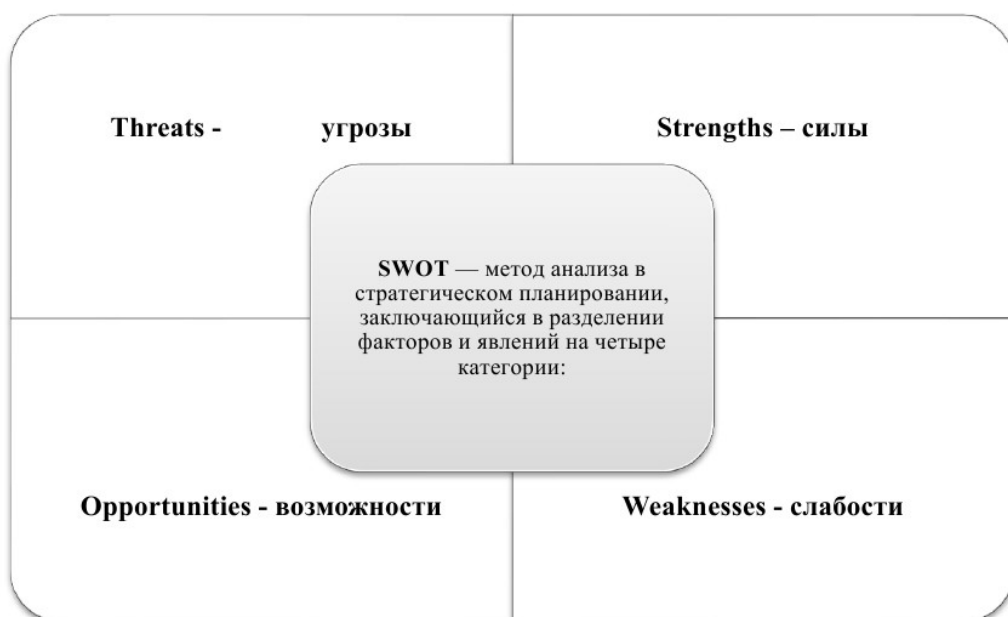 Threats - угрозы
Strengths – силы
SWOT — метод анализа в
стратегическом планировании,
заключающийся в разделении
факторов и явлений на четыре
категории:
Opportunities - возможности
Weaknesses - слабости